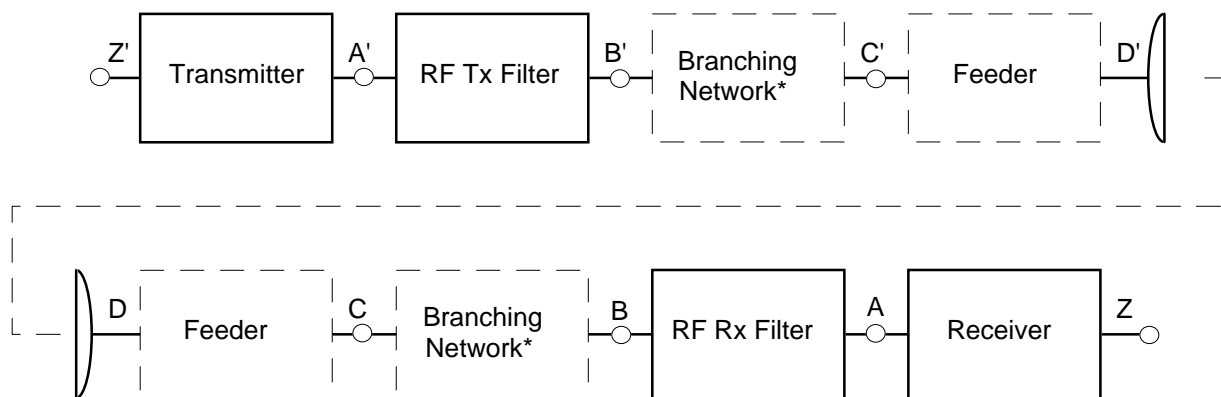 Z' Transmitter A' RF Tx Filter B' Branching Network* C' Feeder D'
D Feeder C Branching Network* B RF Rx Filter A Receiver Z